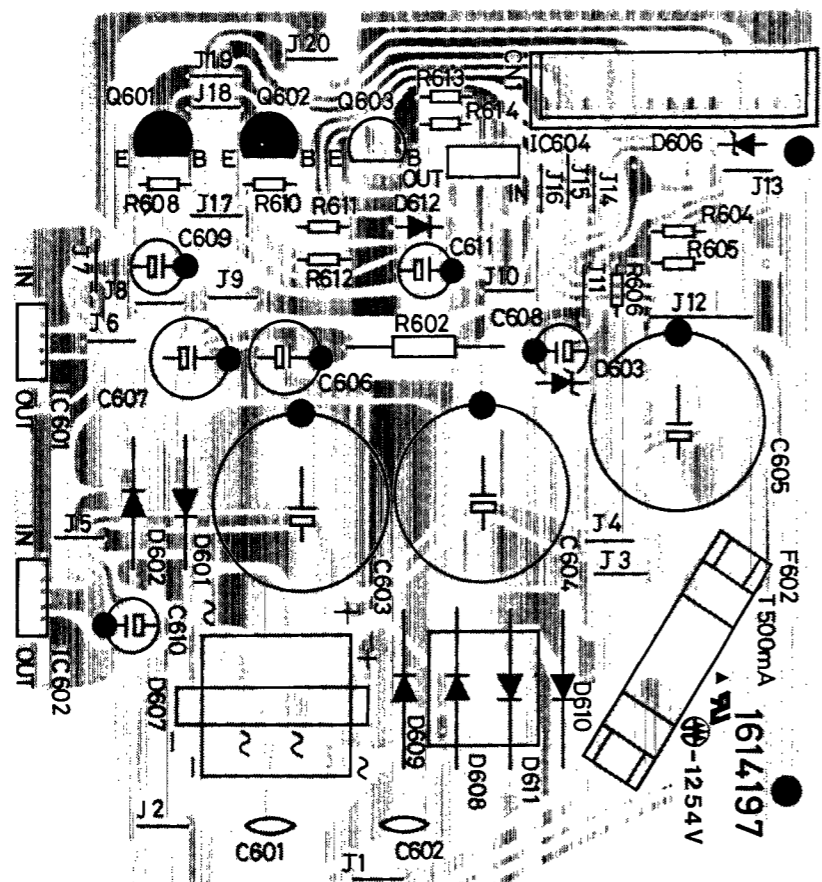 J20
J19
CN1
R613
Q601
J18
Q602
Q603
R614
E
B
E
B
E
B
IC604
D606
OUT
IN
J16
J15
J14
J13
R608
J17
R610
R611
D612
R604
C609
C611
R605
J7
R612
IN
J8
J9
J10
J11
R606
J12
J6
R602
C608
D603
OUT
IC601
C607
C606
C605
IN
J5
D602
D601
C603
C604
J4
J3
F602
T500mA
OUT
IC602
C610
~
+
+
D607
-
-
~
~
~
D609
D608
D611
D610
-1254V
1614197
J2
C601
C602
J1